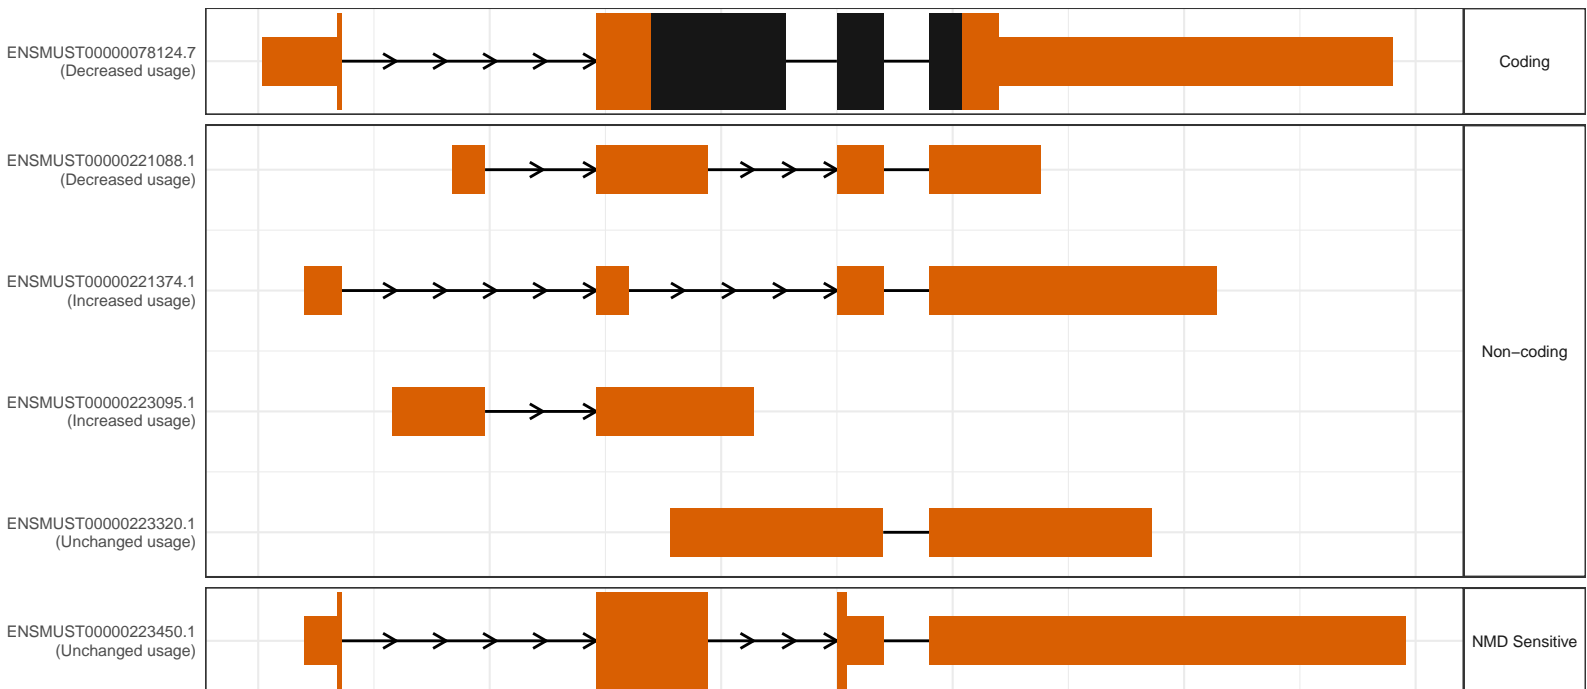 ENSMUST00000078124.7
(Decreased usage)
Coding
ENSMUST00000221088.1
(Decreased usage)
ENSMUST00000221374.1
(Increased usage)
Non−coding
ENSMUST00000223095.1
(Increased usage)
ENSMUST00000223320.1
(Unchanged usage)
ENSMUST00000223450.1
(Unchanged usage)
NMD Sensitive